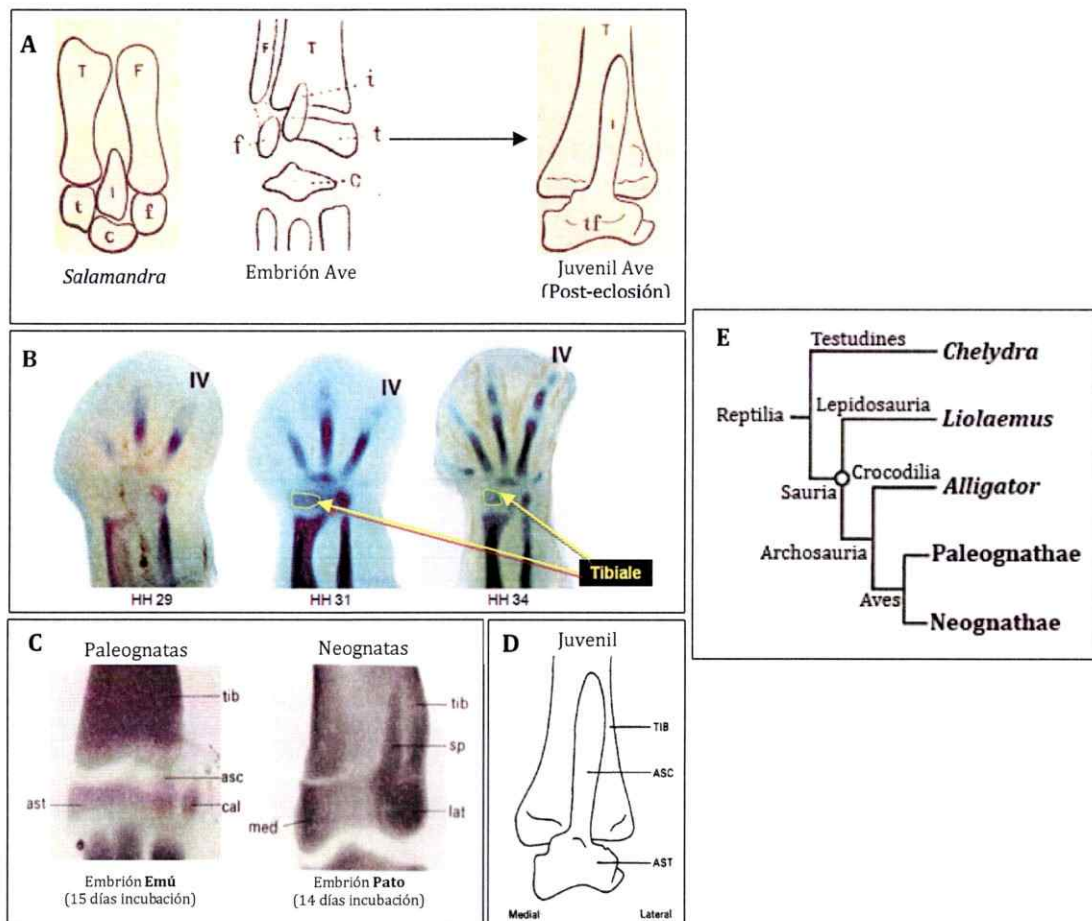 A
T
F
I
t
f
C
Salamandra
F
T
i
f
t
C
Embrión Ave
T
I
tf
Juvenil Ave
(Post-eclosión)
B
IV
IV
IV
HH 29
HH 31
HH 34
Tibiale
C
Paleognatas
tib
asc
ast
cal
Embrión Emú
(15 días incubación)
Neognatas
tib
sp
med
lat
Embrión Pato
(14 días incubación)
D
Juvenil
TIB
ASC
AST
Medial
Lateral
E
Testudines
Chelydra
Reptilia
Lepidosauria
Liolaemus
Crocodilia
Sauria
Alligator
Archosauria
Paleognathae
Aves
Neognathae